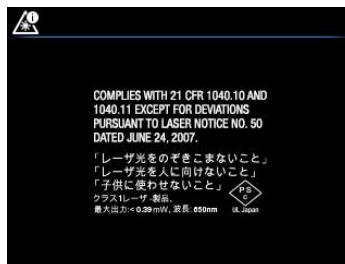 COMPLIES WITH 21 CFR 1040.10 AND
1040.11 EXCEPT FOR DEVIATIONS
PURSUANT TO LASER NOTICE NO. 50
DATED JUNE 24, 2007.
「レーザ光をのぞきこまないこと」
「レーザ光を人に向けないこと」
「子供に使わせないこと」
クラス1レーザ-製品、
最大出力:< 0.39 mW、波長: 650nm
PS
C
UL Japan